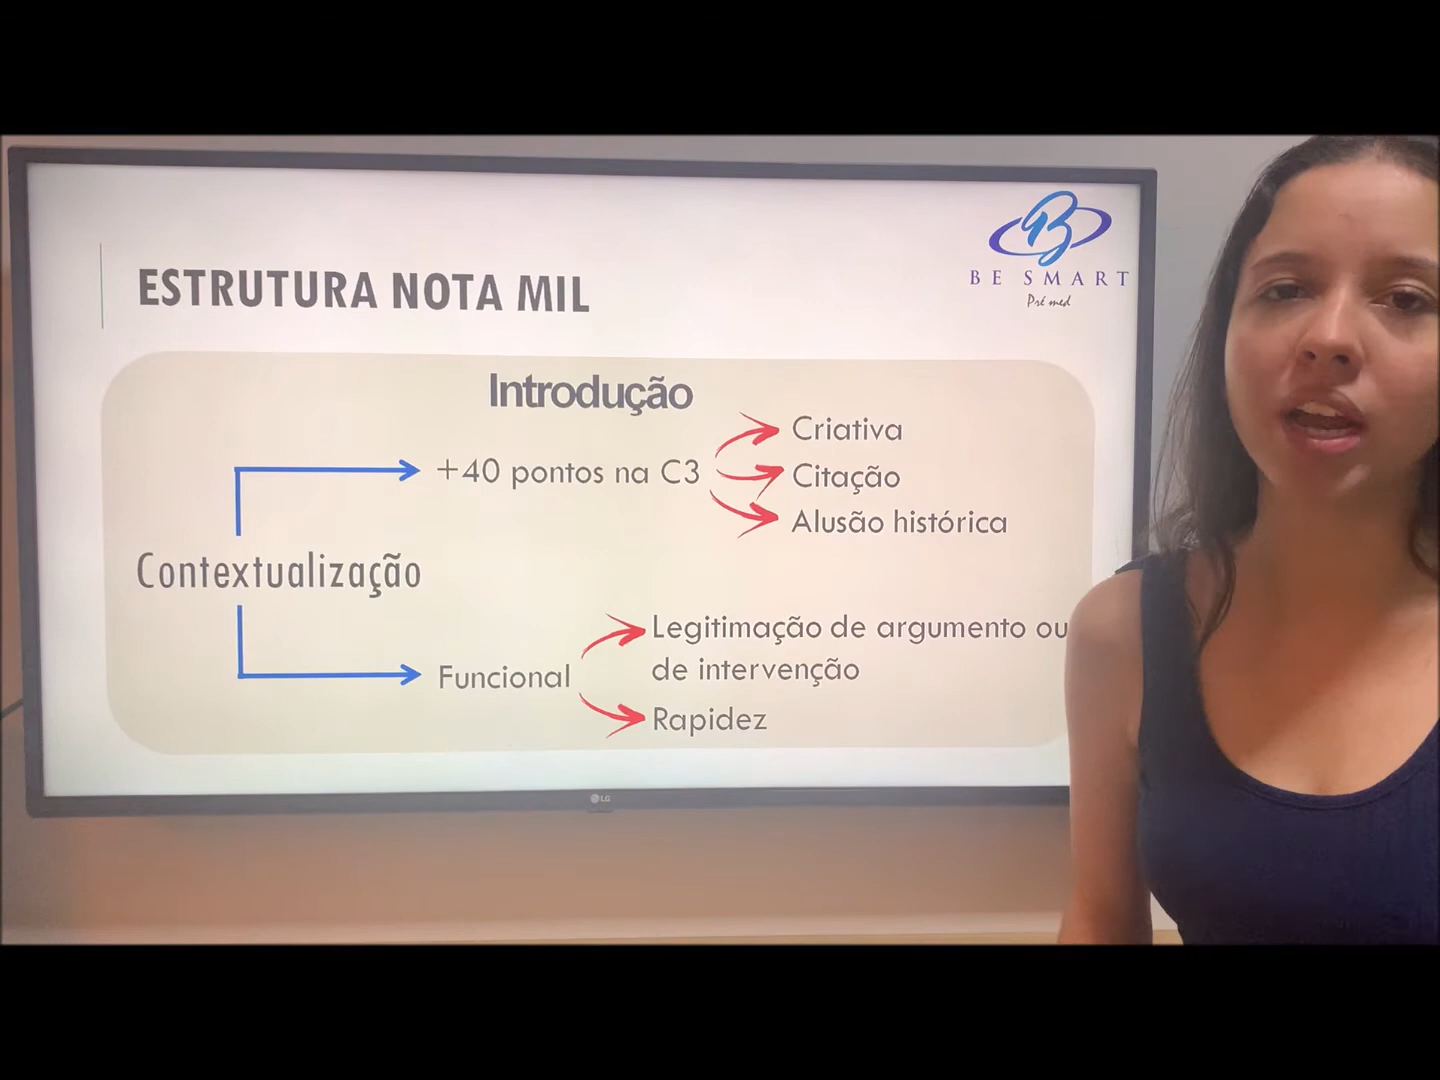 BE SMART
Pré med
ESTRUTURA NOTA MIL
Introdução
+40 pontos na C3
Criativa
Citação
Alusão histórica
Contextualização
Funcional
Legitimação de argumento ou
de intervenção
Rapidez
LG